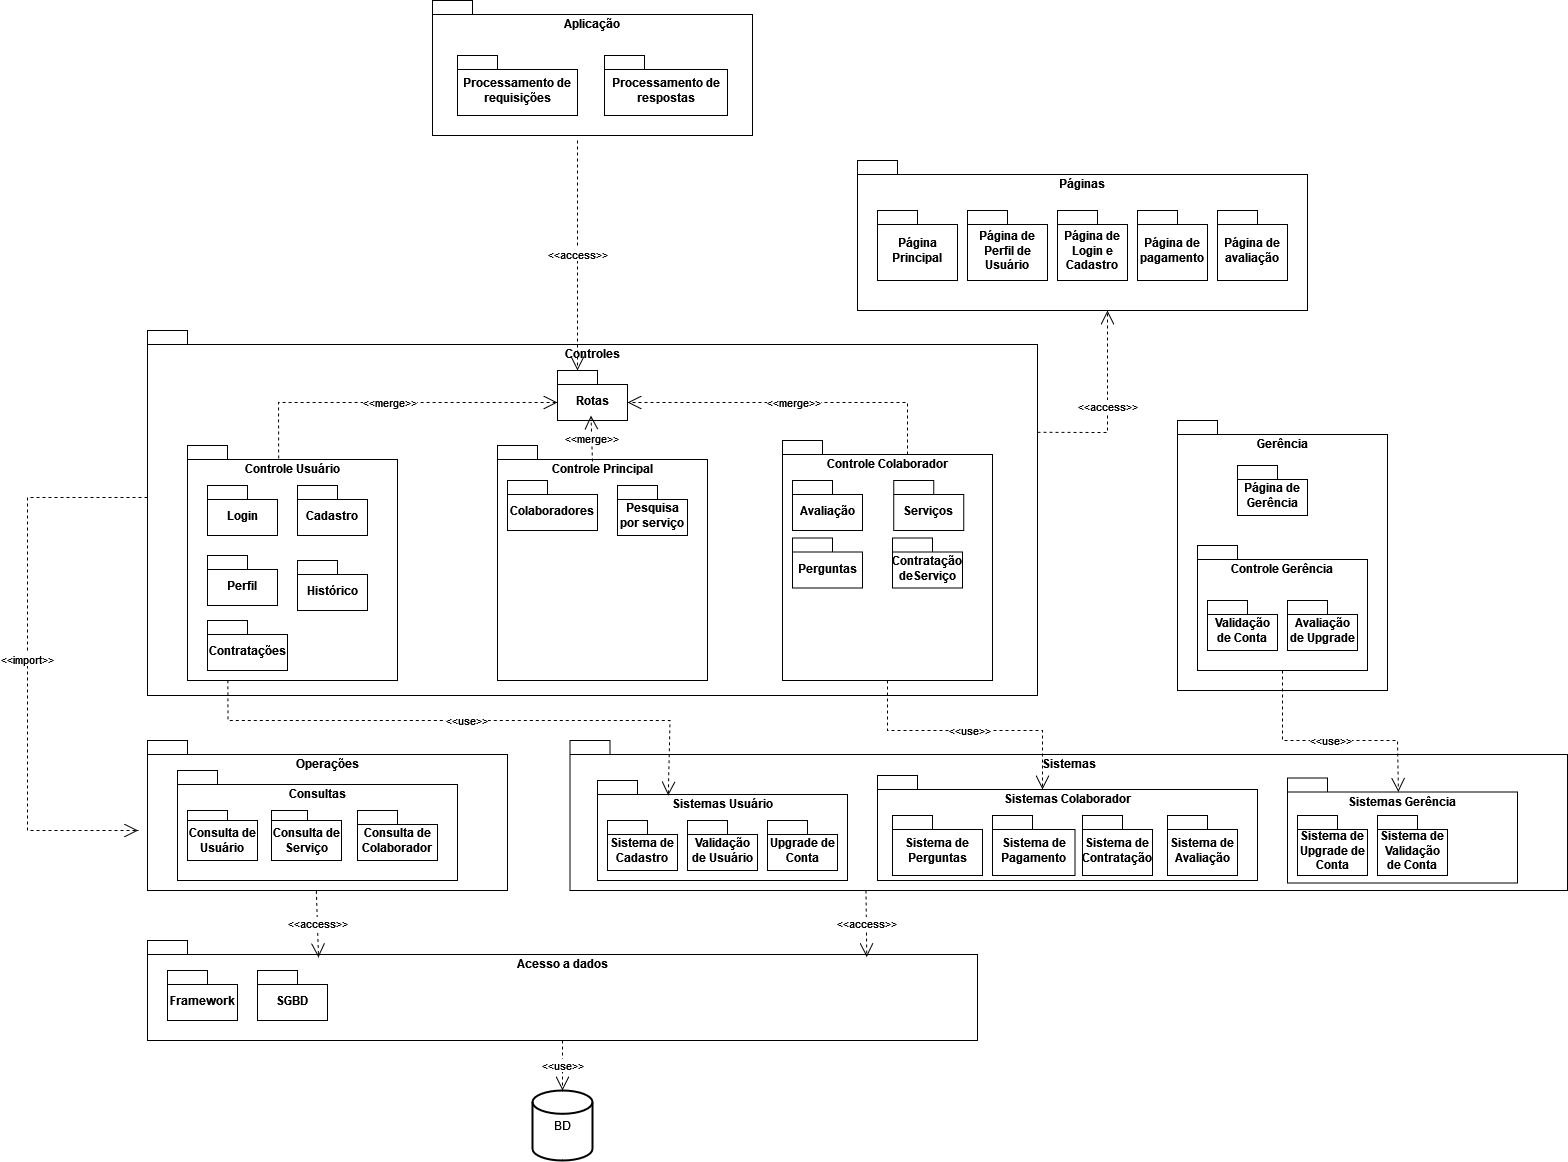 Aplicação
Processamento de
requisições
Processamento de
respostas
<<access>>
Páginas
Página
Principal
Página de
Perfil de
Usuário
Página de
Login e
Cadastro
Página de
pagamento
Página de
avaliação
<<access>>
Controles
Rotas
<<merge>>
<<merge>>
<<merge>>
Controle Usuário
Login
Cadastro
Perfil
Histórico
Contratações
Controle Principal
Colaboradores
Pesquisa
por serviço
Controle Colaborador
Avaliação
Serviços
Perguntas
Contratação
deServiço
Gerência
Página de
Gerência
Controle Gerência
Validação
de Conta
Avaliação
de Upgrade
<<import>>
<<use>>
<<use>>
<<use>>
Operações
Consultas
Consulta de
Usuário
Consulta de
Serviço
Consulta de
Colaborador
Sistemas
Sistemas Usuário
Sistema de
Cadastro
Validação
de Usuário
Upgrade de
Conta
Sistemas Colaborador
Sistema de
Perguntas
Sistema de
Pagamento
Sistema de
Contratação
Sistema de
Avaliação
Sistemas Gerência
Sistema de
Upgrade de
Conta
Sistema de
Validação
de Conta
<<access>>
<<access>>
Acesso a dados
Framework
SGBD
<<use>>
BD